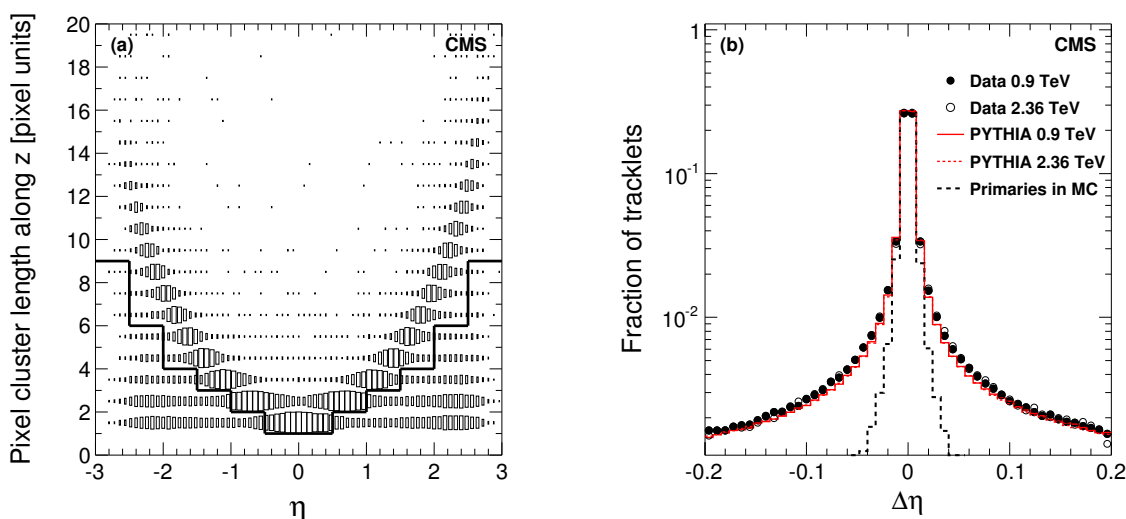 (a)
CMS
Pixel cluster length along z [pixel units]
20
18
16
14
12
10
8
6
4
2
0
-3 -2 -1 0 1 2 3
η
(b)
CMS
Data 0.9 TeV
Data 2.36 TeV
PYTHIA 0.9 TeV
PYTHIA 2.36 TeV
Primaries in MC
Fraction of tracklets
1
10⁻¹
10⁻²
-0.2 -0.1 0 0.1 0.2
Δη